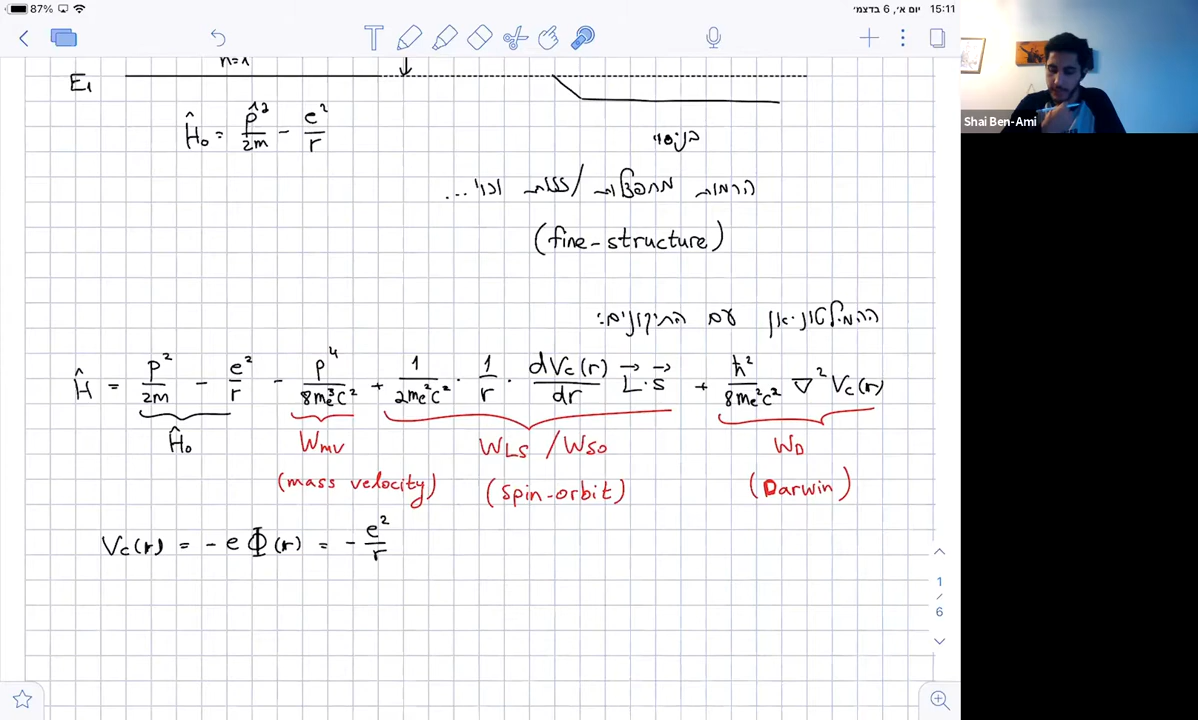 87%
יום א׳, 6 בדצמ׳ 15:11
n=1
E₁
Ĥ₀ = p̂²/2m - e²/r
Shai Ben-Ami
בניסוי
הרמות מתפצלות / זזות וכו׳...
(fine-structure)
ההמילטוניאן עם התיקונים:
Ĥ = p²/2m - e²/r - p⁴/8mₑ³c² + 1/2mₑ²c² · 1/r · dVc(r)/dr L⃗·S⃗ + ħ²/8mₑ²c² ∇²Vc(r)
Ĥ₀ Wmv WLS / WSO WD
(mass velocity) (spin-orbit) (Darwin)
Vc(r) = -eΦ(r) = -e²/r
1
/
6